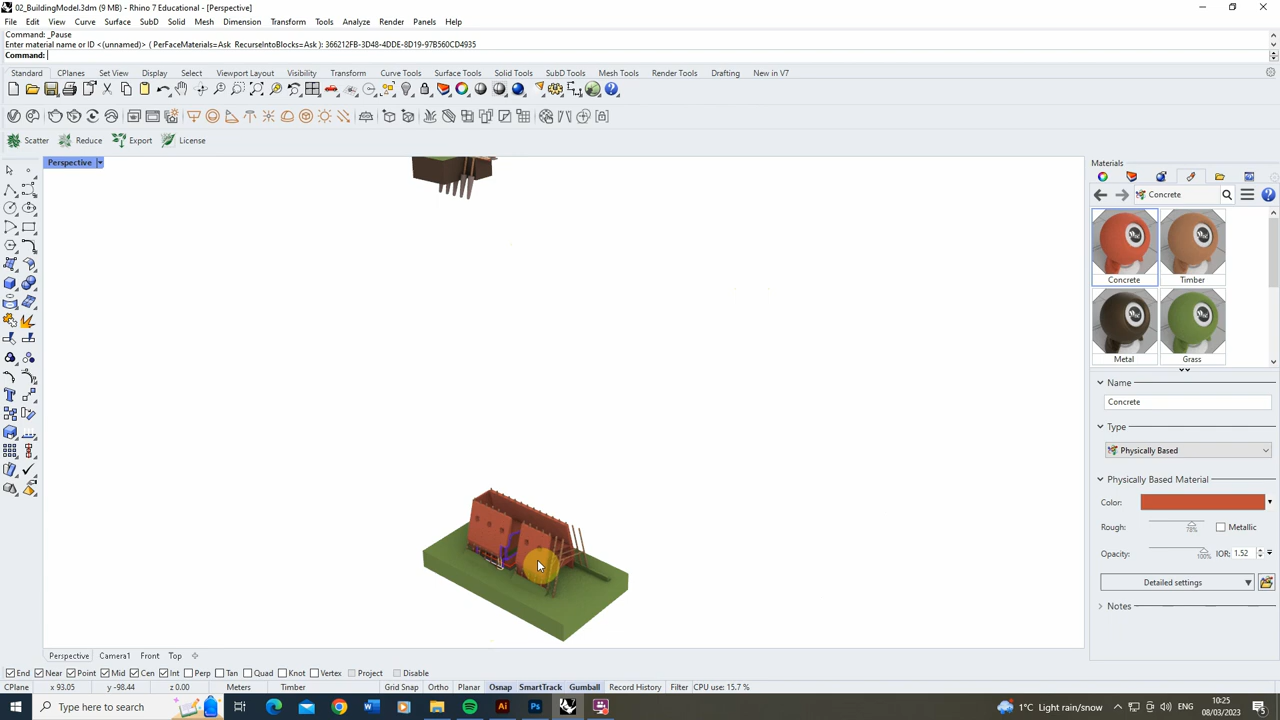 02_BuildingModel.3dm (9 MB) - Rhino 7 Educational - [Perspective]
File Edit View Curve Surface SubD Solid Mesh Dimension Transform Tools Analyze Render Panels Help
Command: _Pause
Enter material name or ID <(unnamed)> ( PerFaceMaterials=Ask RecurseIntoBlocks=Ask ): 366212FB-3D48-4DDE-8D19-97B560CD4935
Command:
Standard CPlanes Set View Display Select Viewport Layout Visibility Transform Curve Tools Surface Tools Solid Tools SubD Tools Mesh Tools Render Tools Drafting New in V7
Scatter Reduce Export License
Perspective
Materials
Concrete
Concrete Timber
Metal Grass
Name
Concrete
Type
Physically Based
Physically Based Material
Color:
Rough: 78% Metallic
Opacity: 100% IOR: 1.52
Detailed settings
Notes
Perspective Camera1 Front Top
End Near Point Mid Cen Int Perp Tan Quad Knot Vertex Project Disable
CPlane x 93.05 y -98.44 z 0.00 Meters Timber Grid Snap Ortho Planar Osnap SmartTrack Gumball Record History Filter CPU use: 15.7 %
Type here to search
1°C Light rain/snow
10:25
08/03/2023